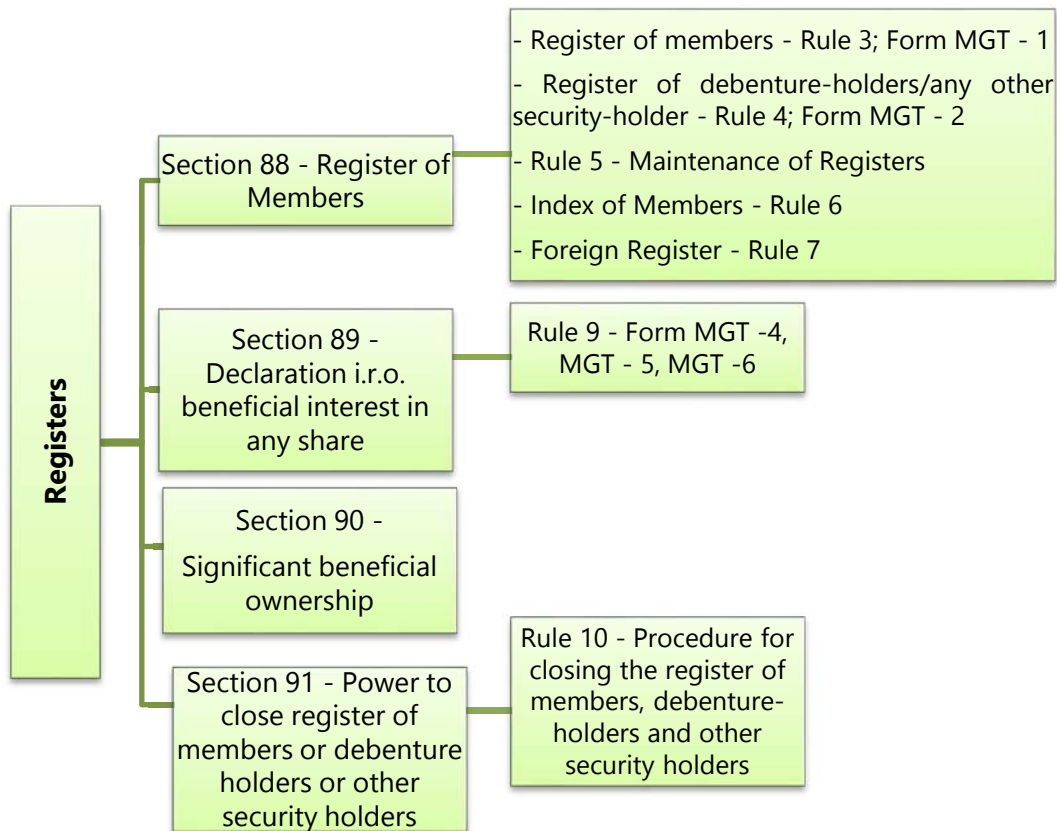 Registers
Section 88 - Register of
Members
- Register of members - Rule 3; Form MGT - 1
- Register of debenture-holders/any other
security-holder - Rule 4; Form MGT - 2
- Rule 5 - Maintenance of Registers
- Index of Members - Rule 6
- Foreign Register - Rule 7
Section 89 -
Declaration i.r.o.
beneficial interest in
any share
Rule 9 - Form MGT -4,
MGT - 5, MGT -6
Section 90 -
Significant beneficial
ownership
Section 91 - Power to
close register of
members or debenture
holders or other
security holders
Rule 10 - Procedure for
closing the register of
members, debenture-
holders and other
security holders